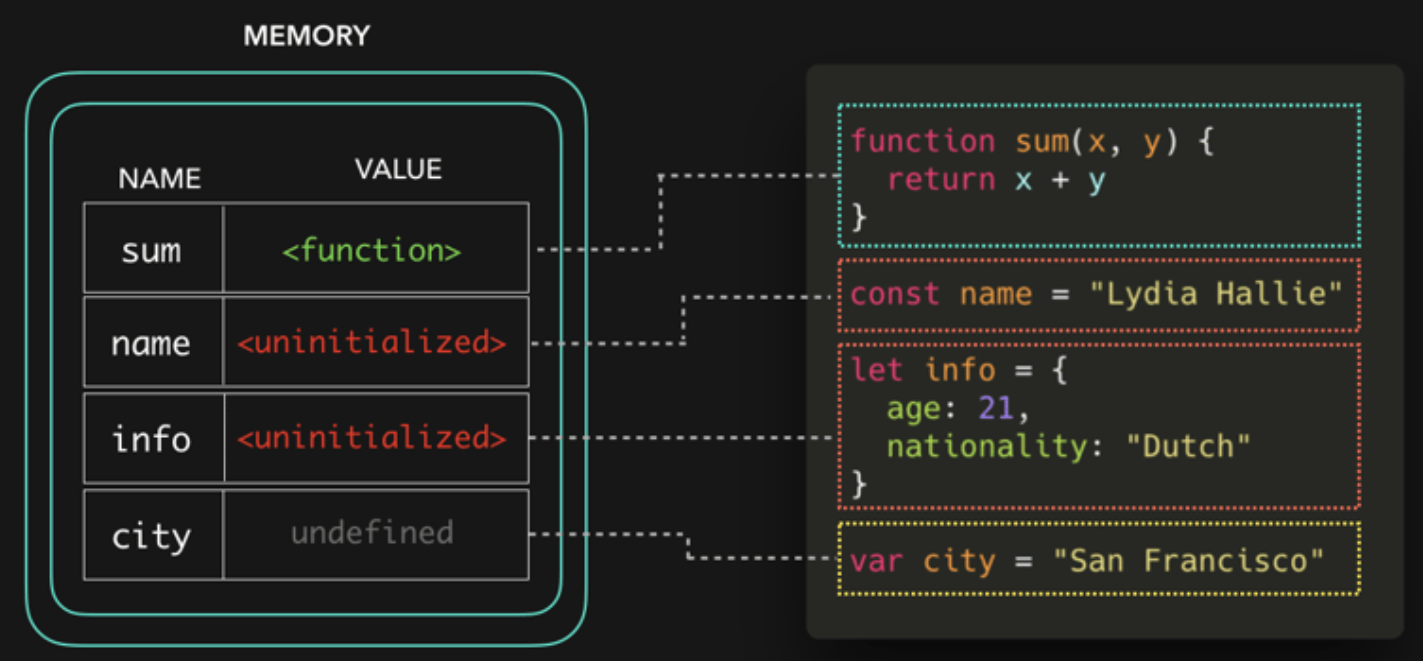 MEMORY
NAME VALUE
sum <function>
name <uninitialized>
info <uninitialized>
city undefined
function sum(x, y) {
  return x + y
}
const name = "Lydia Hallie"
let info = {
  age: 21,
  nationality: "Dutch"
}
var city = "San Francisco"